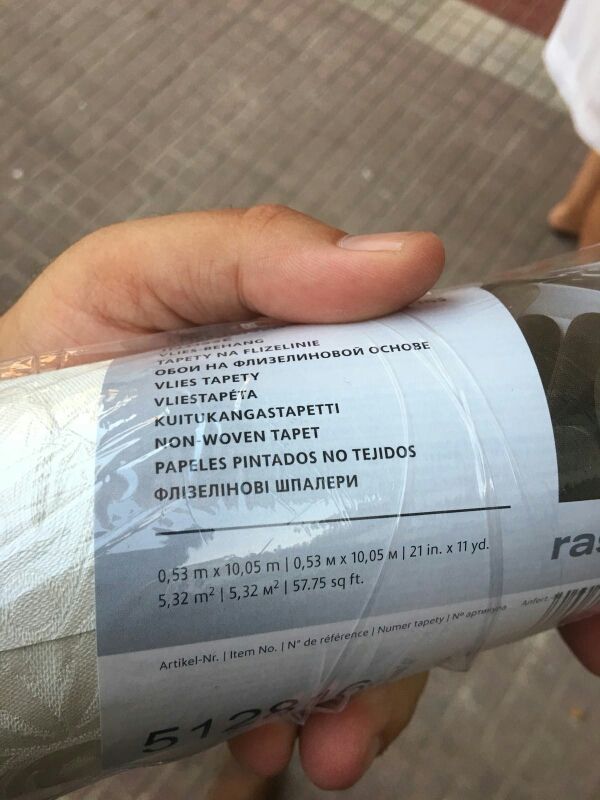 VLIES-BEHANG
TAPETY NA FLIZELINIE
ОБОИ НА ФЛИЗЕЛИНОВОЙ ОСНОВЕ
VLIES TAPETY
VLIESTAPÉTA
KUITUKANGASTAPETTI
NON-WOVEN TAPET
PAPELES PINTADOS NO TEJIDOS
ФЛІЗЕЛІНОВІ ШПАЛЕРИ
0,53 m x 10,05 m | 0,53 м x 10,05 м | 21 in. x 11 yd.
5,32 m² | 5,32 м² | 57.75 sq ft.
ras
Artikel-Nr. | Item No. | N° de référence | Numer tapety | № артикула